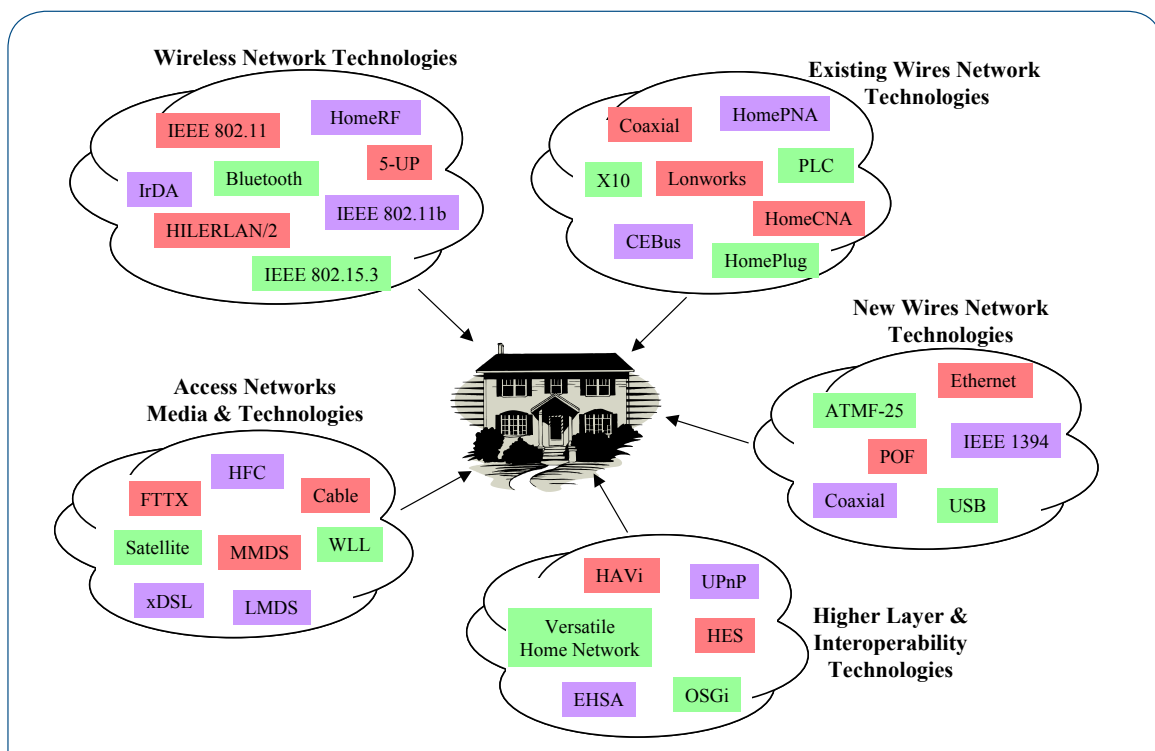 Wireless Network Technologies
IEEE 802.11
HomeRF
5-UP
IrDA
Bluetooth
IEEE 802.11b
HILERLAN/2
IEEE 802.15.3
Existing Wires Network
Technologies
Coaxial
HomePNA
X10
Lonworks
PLC
HomeCNA
CEBus
HomePlug
New Wires Network
Technologies
Ethernet
ATMF-25
IEEE 1394
POF
Coaxial
USB
Access Networks
Media & Technologies
HFC
FTTX
Cable
Satellite
MMDS
WLL
xDSL
LMDS
HAVi
UPnP
Versatile
Home Network
HES
EHSA
OSGi
Higher Layer &
Interoperability
Technologies